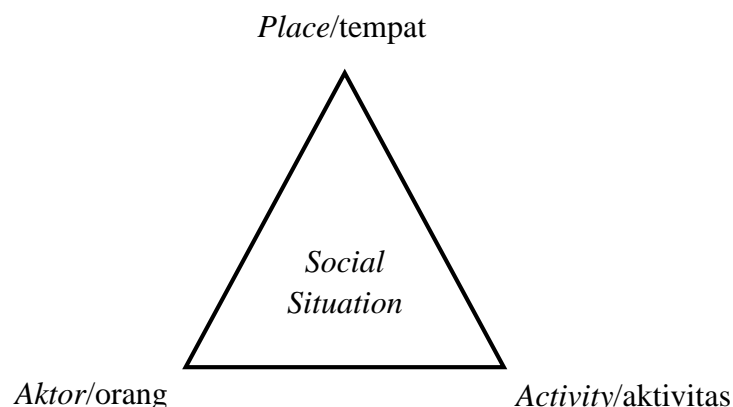 Place/tempat
Social
Situation
Aktor/orang
Activity/aktivitas